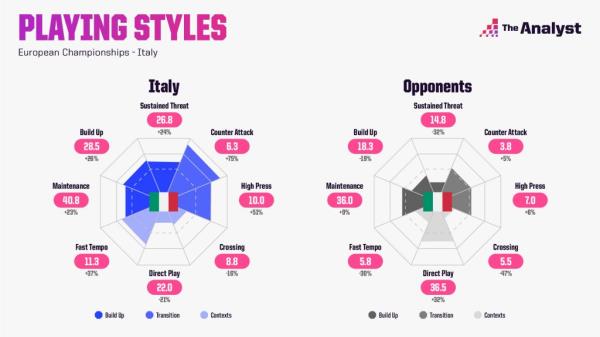 PLAYING STYLES
European Championships - Italy
The Analyst
Italy
Sustained Threat
26.8
+24%
Build Up
28.5
+26%
Counter Attack
6.3
+75%
Maintenance
40.8
+23%
High Press
10.0
+51%
Fast Tempo
11.3
+37%
Crossing
8.8
-16%
Direct Play
22.0
-21%
Build Up
Transition
Contexts
Opponents
Sustained Threat
14.8
-32%
Build Up
18.3
-19%
Counter Attack
3.8
+5%
Maintenance
36.0
+9%
High Press
7.0
+6%
Fast Tempo
5.8
Crossing
5.5
-47%
Direct Play
36.5
+32%
Build Up
Transition
Contexts